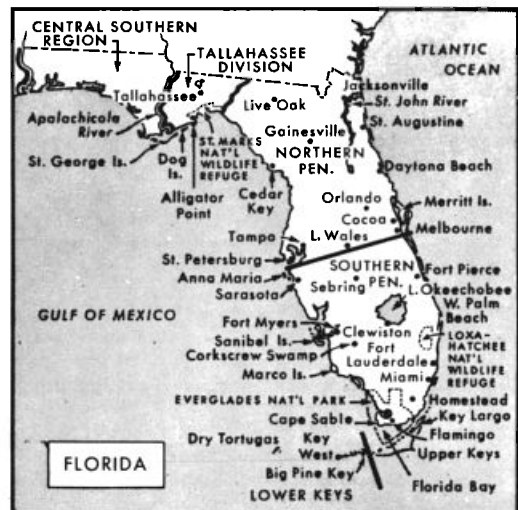 CENTRAL SOUTHERN
REGION
TALLAHASSEE
DIVISION
ATLANTIC
OCEAN
Tallahassee
Live Oak
Jacksonville
St. John River
Apalachicola
River
St. Augustine
Gainesville
NORTHERN
PEN.
St. George Is.
Dog
Is.
ST. MARKS
NAT'L
WILDLIFE
REFUGE
Alligator
Point
Cedar
Key
Daytona Beach
Orlando
Merritt Is.
Cocoa
Melbourne
Tampa
L. Wales
St. Petersburg
Anna Maria
Sarasota
SOUTHERN
PEN.
Sebring
Fort Pierce
L. Okeechobee
W. Palm
Beach
GULF OF MEXICO
Fort Myers
Sanibel Is.
Corkscrew Swamp
Marco Is.
Clewiston
Fort
Lauderdale
Miami
LOXA-
HATCHEE
NAT'L
WILDLIFE
REFUGE
EVERGLADES NAT'L PARK
Homestead
Cape Sable
Key Largo
Flamingo
Dry Tortugas
Key
West
Upper Keys
Big Pine Key
Florida Bay
LOWER KEYS
FLORIDA